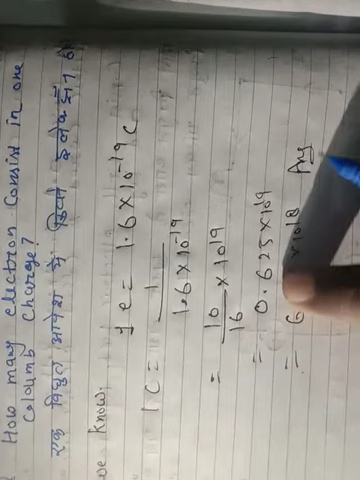 How many electron consist in one
Coloumb Charge?
एक विद्युत आवेश में कितने इलेक्ट्रॉन
we know.
1 e = 1.6 × 10⁻¹⁹ c
1 C = 1
1.6 × 10⁻¹⁹
= 10 × 10¹⁹
16
= 0.625 × 10¹⁹
= 6 × 10¹⁸ Ans